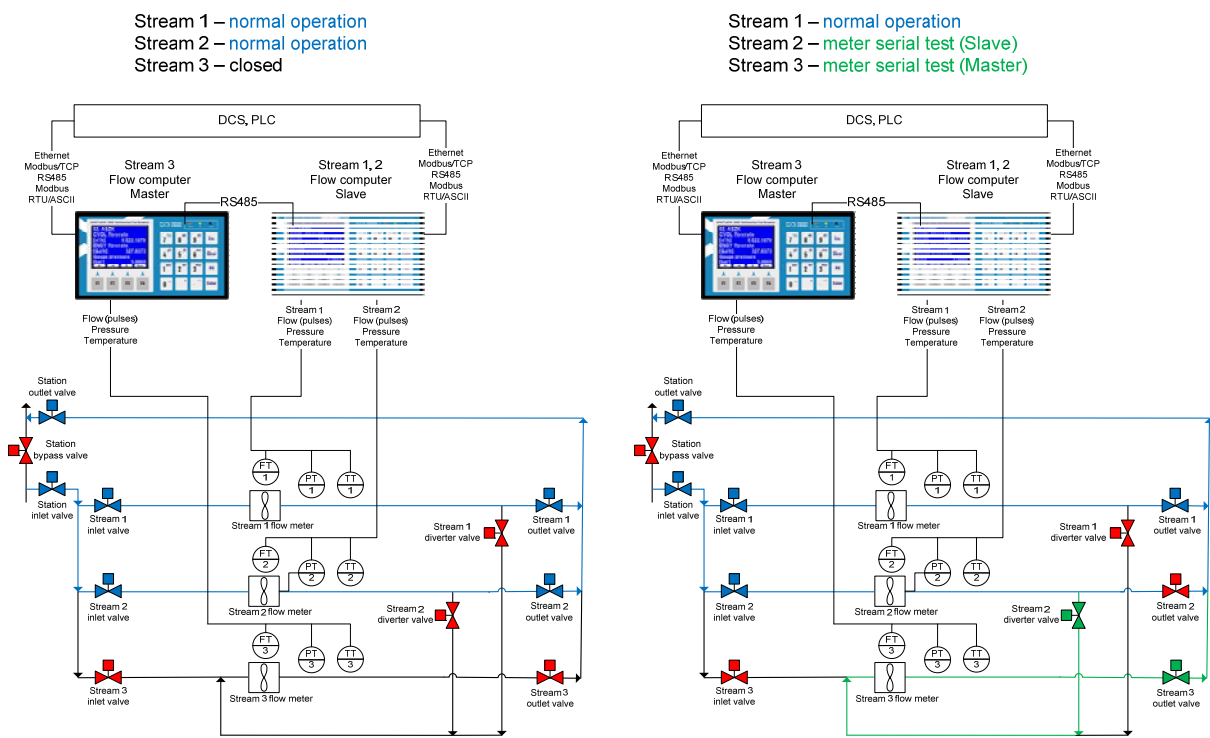 Stream 1 – normal operation
Stream 2 – normal operation
Stream 3 – closed
DCS, PLC
Ethernet
Modbus/TCP
RS485
Modbus
RTU/ASCII
Stream 3
Flow computer
Master
RS485
Stream 1, 2
Flow computer
Slave
Ethernet
Modbus/TCP
RS485
Modbus
RTU/ASCII
Flow (pulses)
Pressure
Temperature
Stream 1
Flow (pulses)
Pressure
Temperature
Stream 2
Flow (pulses)
Pressure
Temperature
Station
outlet valve
Station
bypass valve
Station
inlet valve
FT
1
PT
1
TT
1
Stream 1
inlet valve
Stream 1 flow meter
Stream 1
diverter valve
Stream 1
outlet valve
FT
2
PT
2
TT
2
Stream 2
inlet valve
Stream 2 flow meter
Stream 2
diverter valve
Stream 2
outlet valve
FT
3
PT
3
TT
3
Stream 3
inlet valve
Stream 3 flow meter
Stream 3
outlet valve
Stream 1 – normal operation
Stream 2 – meter serial test (Slave)
Stream 3 – meter serial test (Master)
DCS, PLC
Ethernet
Modbus/TCP
RS485
Modbus
RTU/ASCII
Stream 3
Flow computer
Master
RS485
Stream 1, 2
Flow computer
Slave
Ethernet
Modbus/TCP
RS485
Modbus
RTU/ASCII
Flow (pulses)
Pressure
Temperature
Stream 1
Flow (pulses)
Pressure
Temperature
Stream 2
Flow (pulses)
Pressure
Temperature
Station
outlet valve
Station
bypass valve
Station
inlet valve
FT
1
PT
1
TT
1
Stream 1
inlet valve
Stream 1 flow meter
Stream 1
diverter valve
Stream 1
outlet valve
FT
2
PT
2
TT
2
Stream 2
inlet valve
Stream 2 flow meter
Stream 2
diverter valve
Stream 2
outlet valve
FT
3
PT
3
TT
3
Stream 3
inlet valve
Stream 3 flow meter
Stream 3
outlet valve